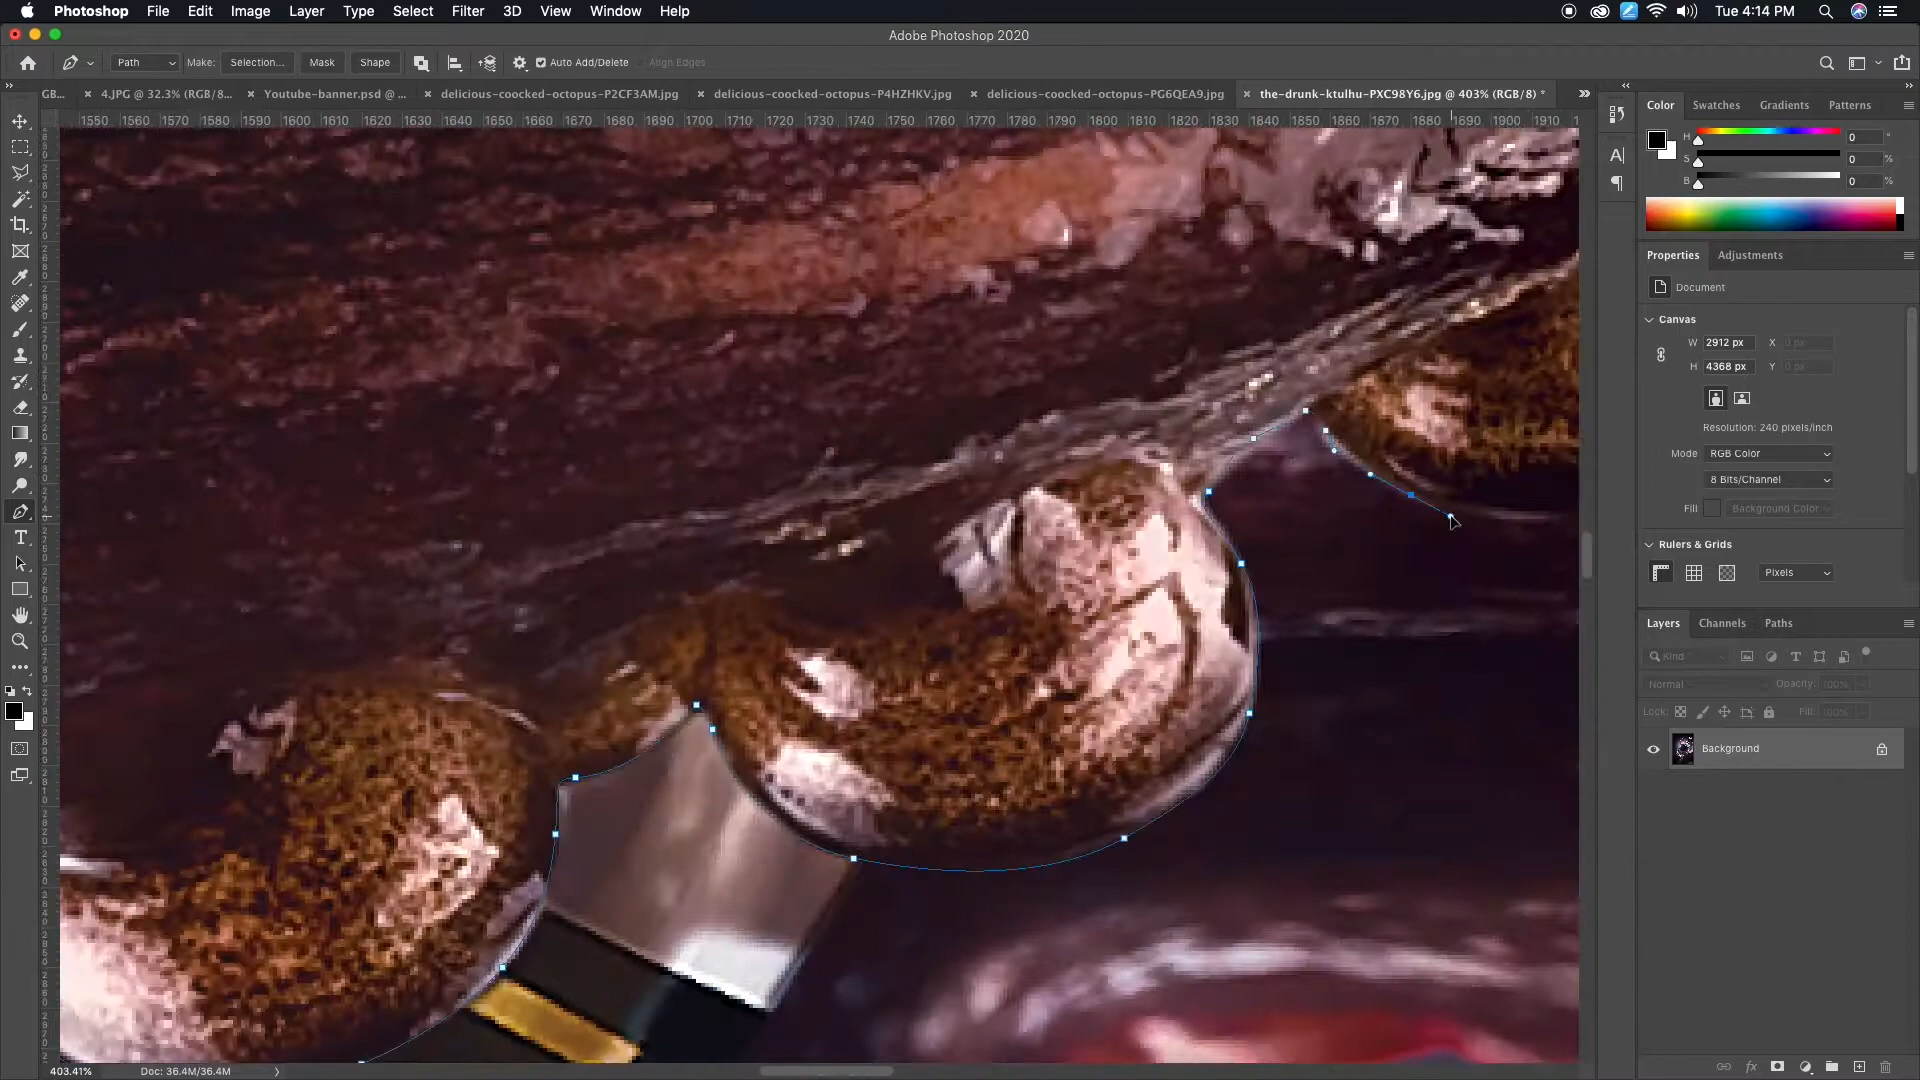 Photoshop File Edit Image Layer Type Select Filter 3D View Window Help Tue 4:14 PM
Adobe Photoshop 2020
Path Make: Selection... Mask Shape Auto Add/Delete Align Edges
GB... × 4.JPG @ 32.3% (RGB/8... × Youtube-banner.psd @ ... × delicious-coocked-octopus-P2CF3AM.jpg × delicious-coocked-octopus-P4HZHKV.jpg × delicious-coocked-octopus-PG6QEA9.jpg × the-drunk-ktulhu-PXC98Y6.jpg @ 403% (RGB/8) *
1550 1560 1570 1580 1590 1600 1610 1620 1630 1640 1650 1660 1670 1680 1690 1700 1710 1720 1730 1740 1750 1760 1770 1780 1790 1800 1810 1820 1830 1840 1850 1860 1870 1880 1890 1900 1910
Color Swatches Gradients Patterns
H 0 °
S 0 %
B 0 %
Properties Adjustments
Document
Canvas
W 2912 px X 0 px
H 4368 px Y 0 px
Resolution: 240 pixels/inch
Mode RGB Color
8 Bits/Channel
Fill Background Color
Rulers & Grids
Pixels
Layers Channels Paths
Kind
Normal Opacity: 100%
Lock: Fill: 100%
Background
403.41% Doc: 36.4M/36.4M